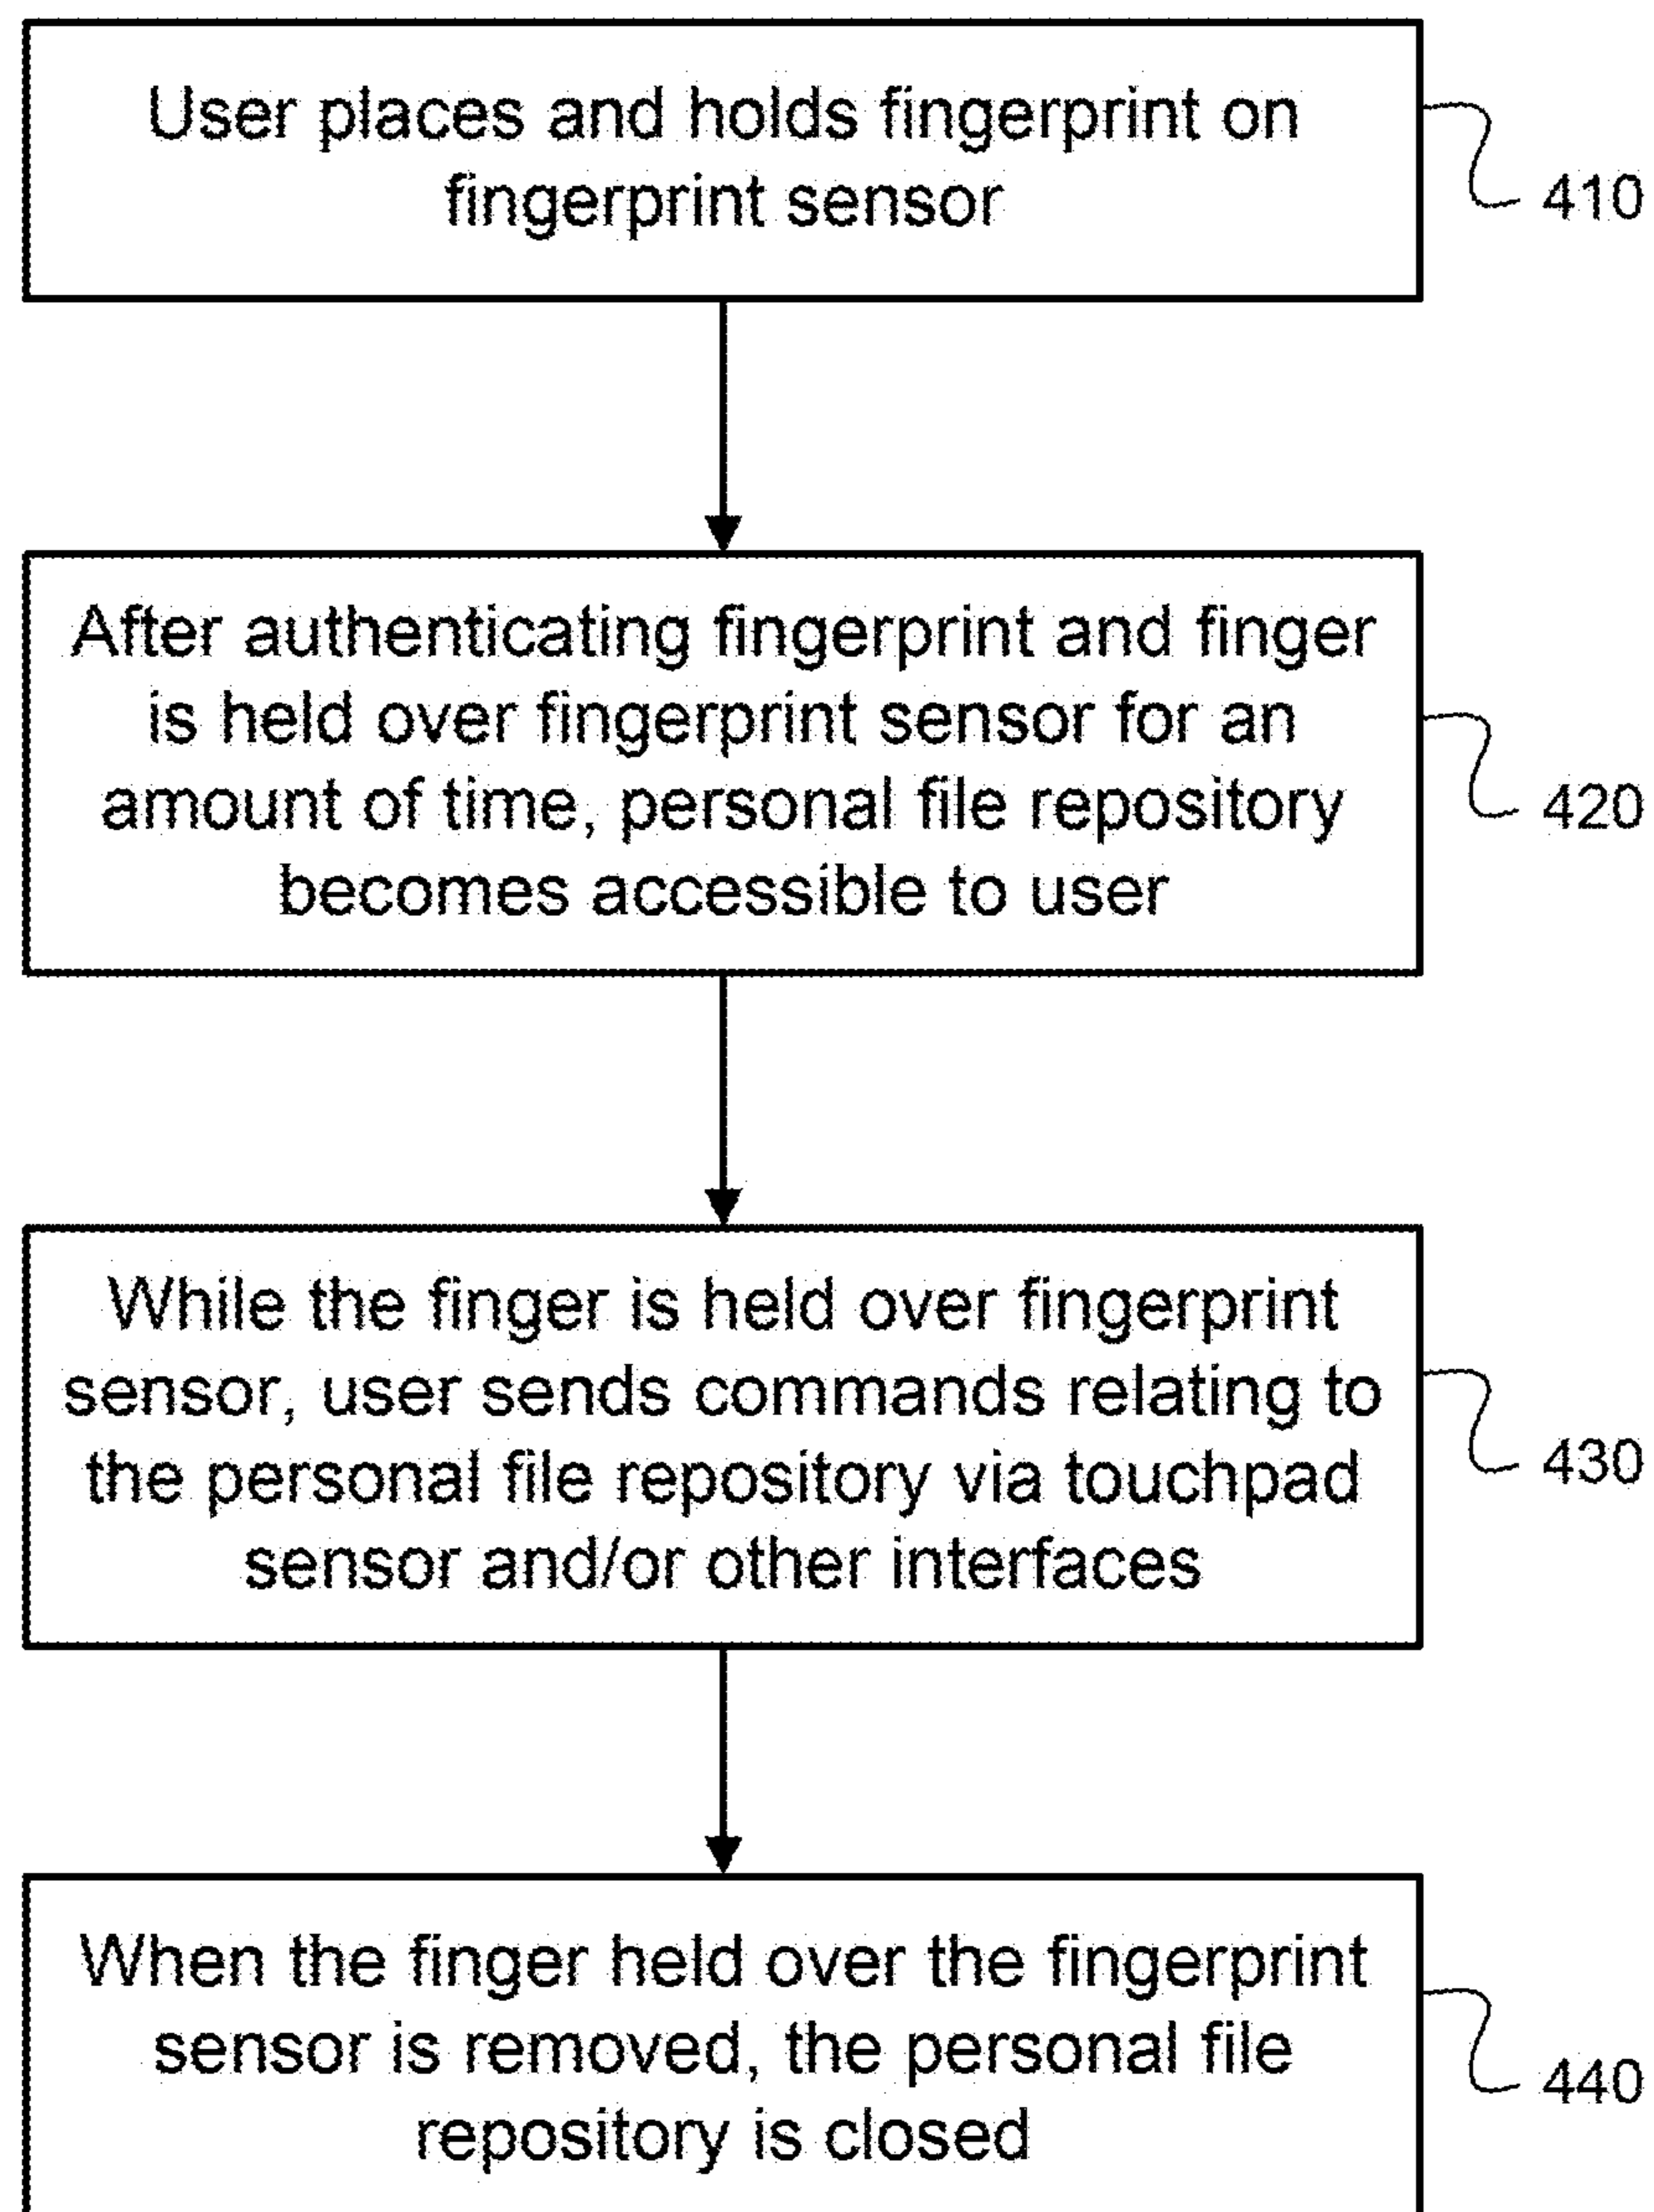 User places and holds fingerprint on
fingerprint sensor
410
After authenticating fingerprint and finger
is held over fingerprint sensor for an
amount of time, personal file repository
becomes accessible to user
420
While the finger is held over fingerprint
sensor, user sends commands relating to
the personal file repository via touchpad
sensor and/or other interfaces
430
When the finger held over the fingerprint
sensor is removed, the personal file
repository is closed
440